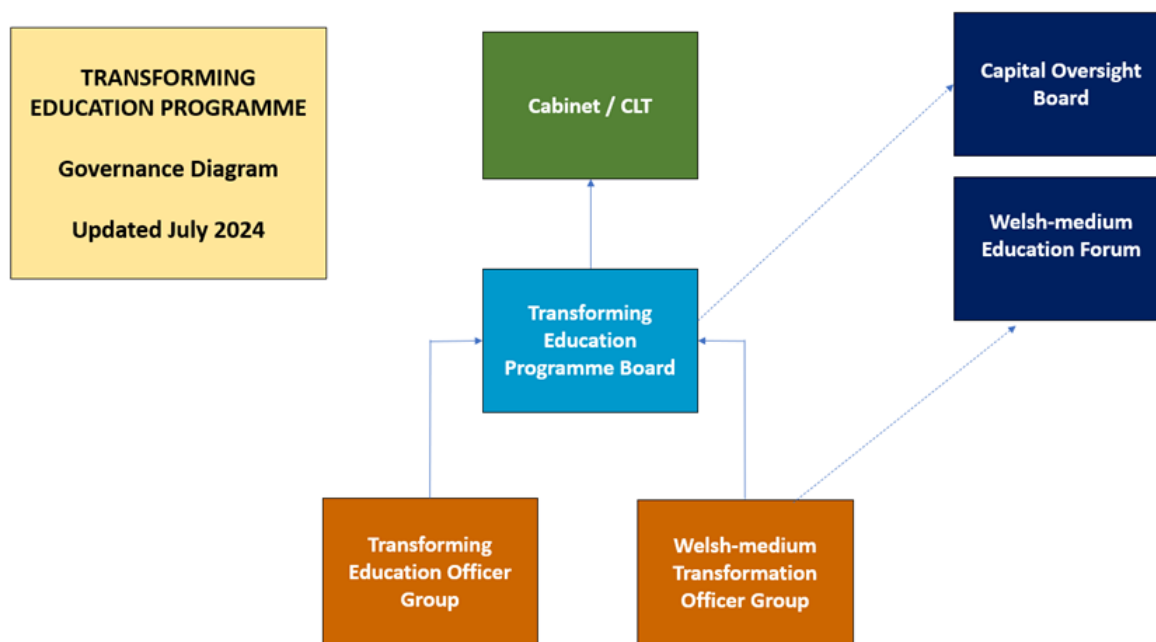 TRANSFORMING
EDUCATION PROGRAMME
Governance Diagram
Updated July 2024
Cabinet / CLT
Capital Oversight
Board
Welsh-medium
Education Forum
Transforming
Education
Programme Board
Transforming
Education Officer
Group
Welsh-medium
Transformation
Officer Group